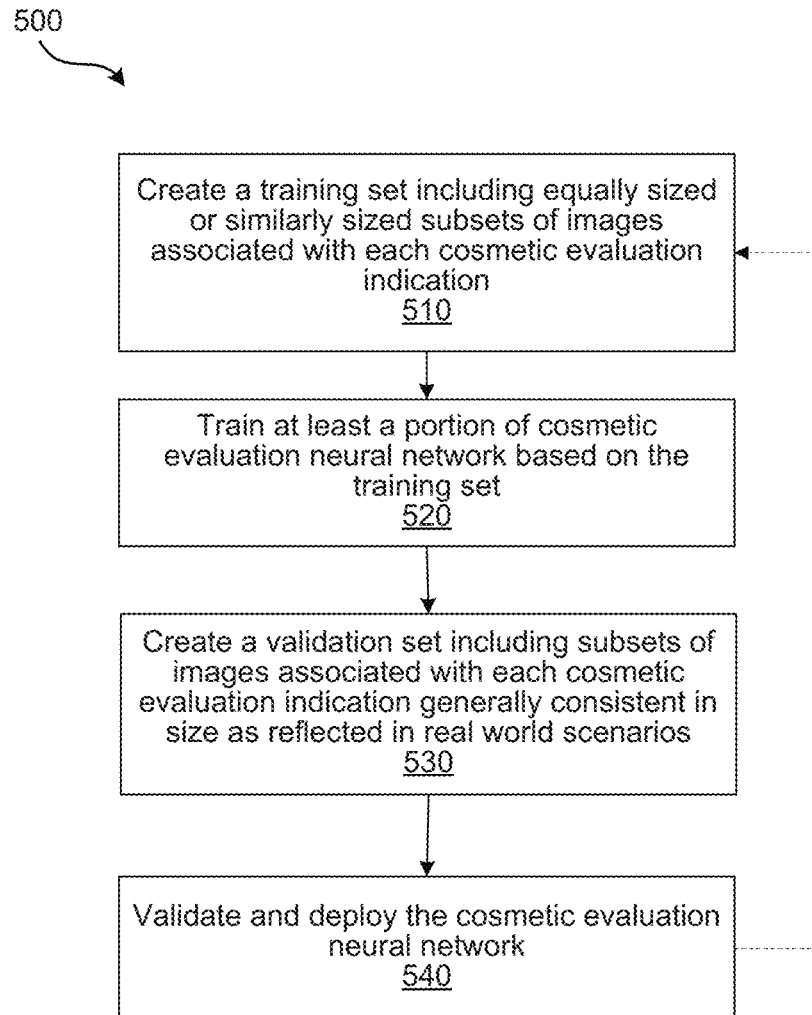 500
Create a training set including equally sized
or similarly sized subsets of images
associated with each cosmetic evaluation
indication
510
Train at least a portion of cosmetic
evaluation neural network based on the
training set
520
Create a validation set including subsets of
images associated with each cosmetic
evaluation indication generally consistent in
size as reflected in real world scenarios
530
Validate and deploy the cosmetic evaluation
neural network
540